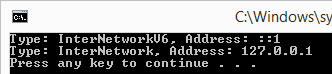 C:\Windows\sy
Type: InterNetworkV6, Address: ::1
Type: InterNetwork, Address: 127.0.0.1
Press any key to continue . . .